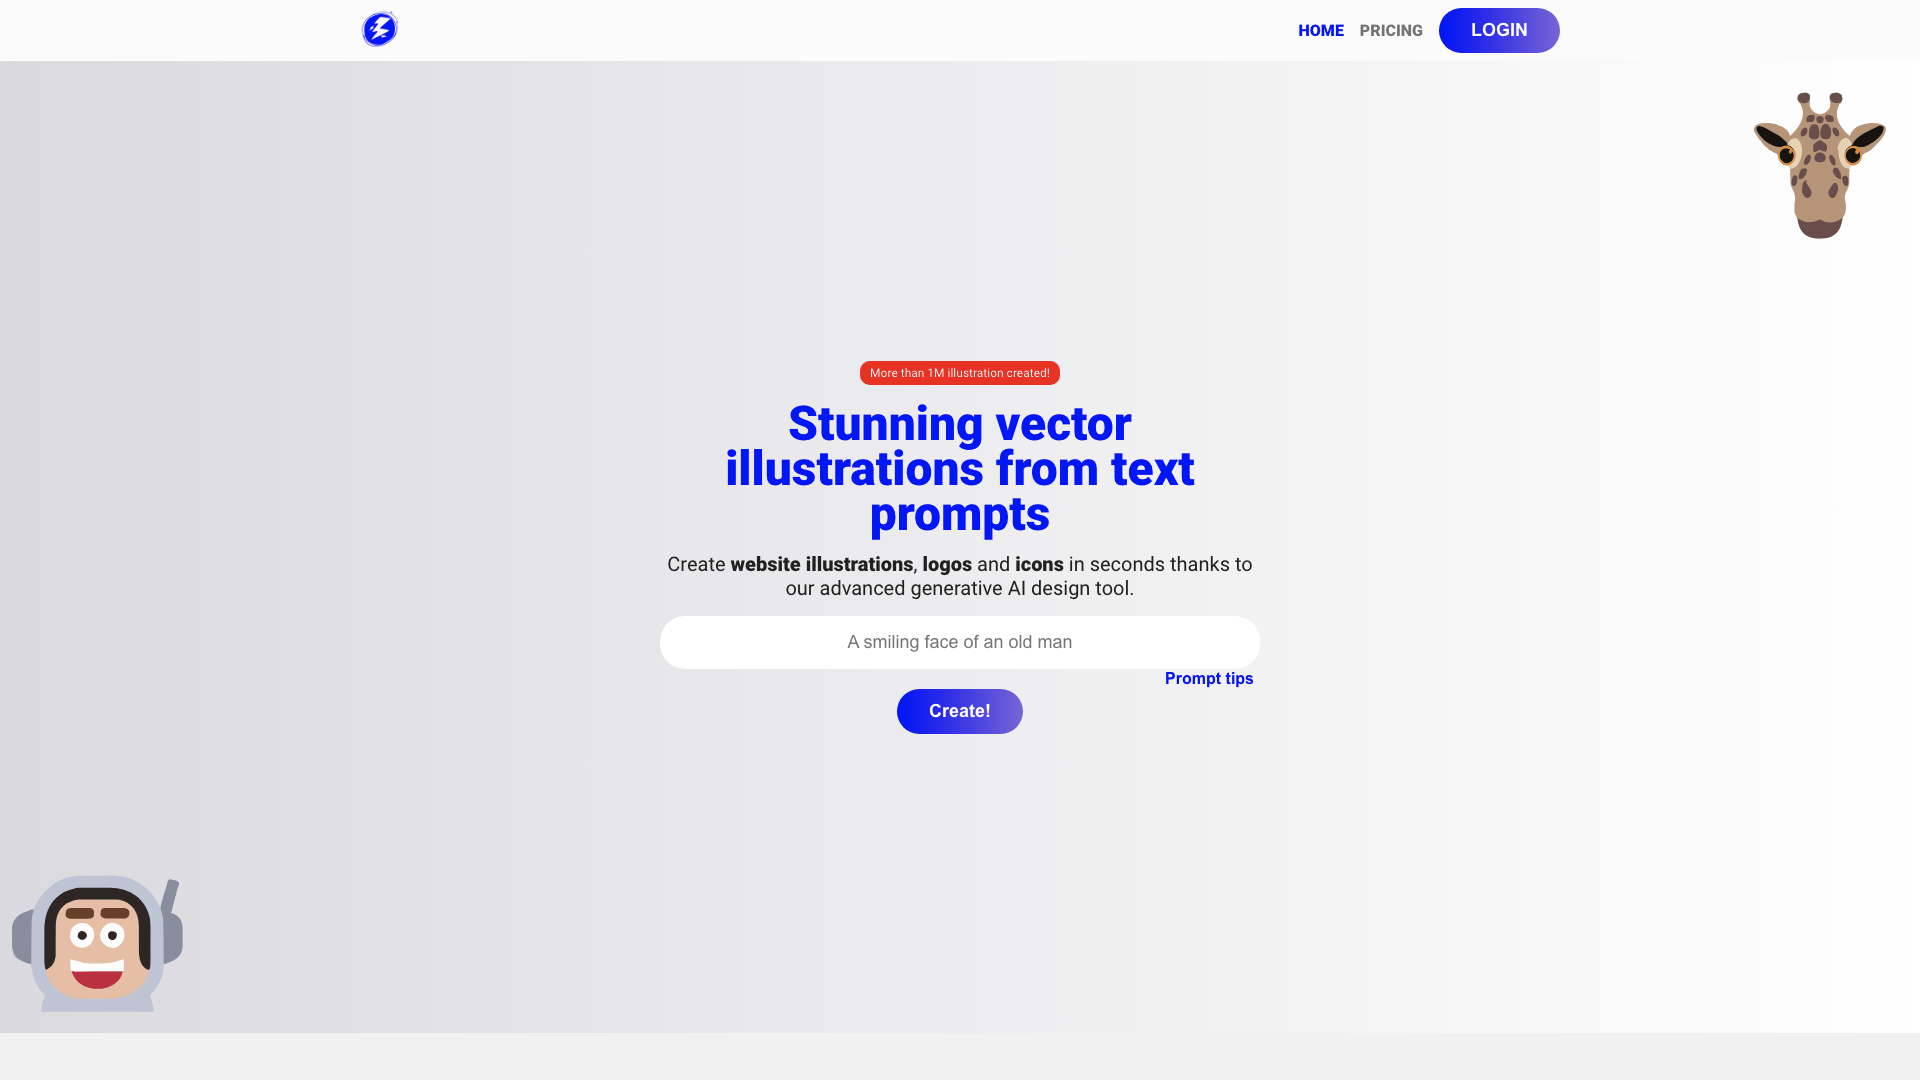 HOME PRICING LOGIN
More than 1M illustration created!
Stunning vector
illustrations from text
prompts
Create website illustrations, logos and icons in seconds thanks to
our advanced generative AI design tool.
A smiling face of an old man
Prompt tips
Create!